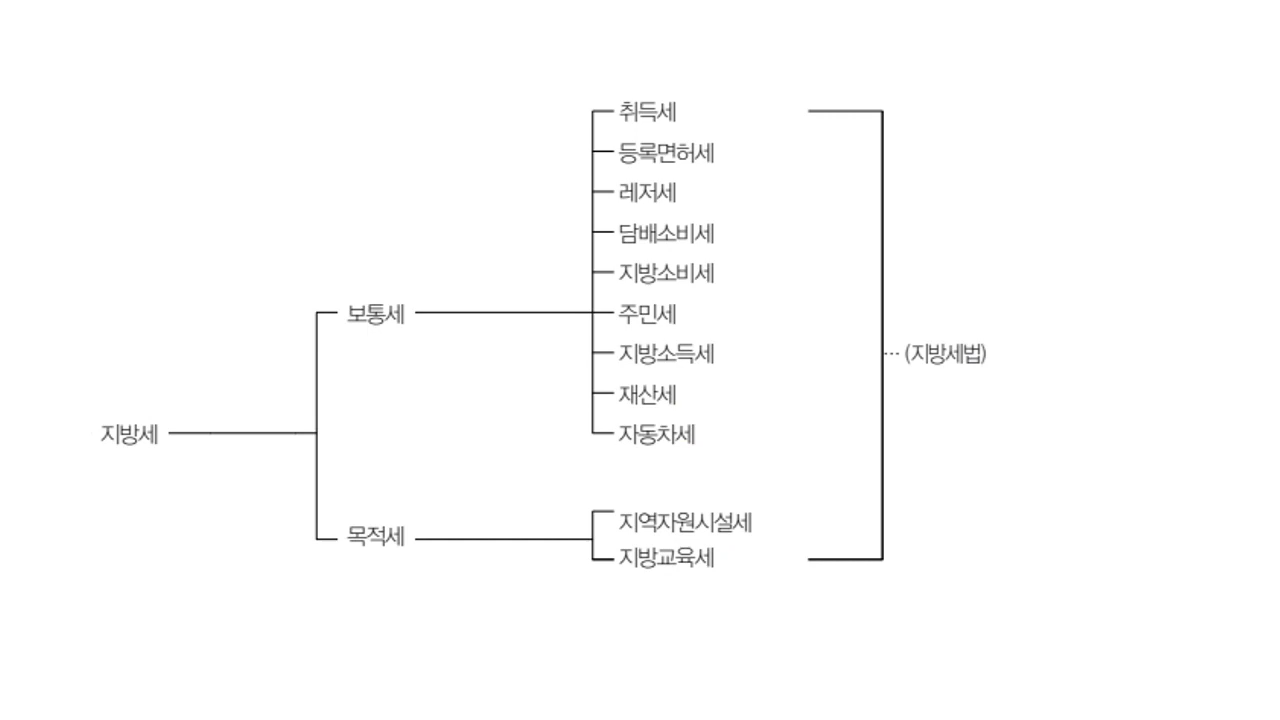 취득세
등록면허세
레저세
담배소비세
지방소비세
보통세
주민세
지방소득세
··· (지방세법)
재산세
지방세
자동차세
목적세
지역자원시설세
지방교육세